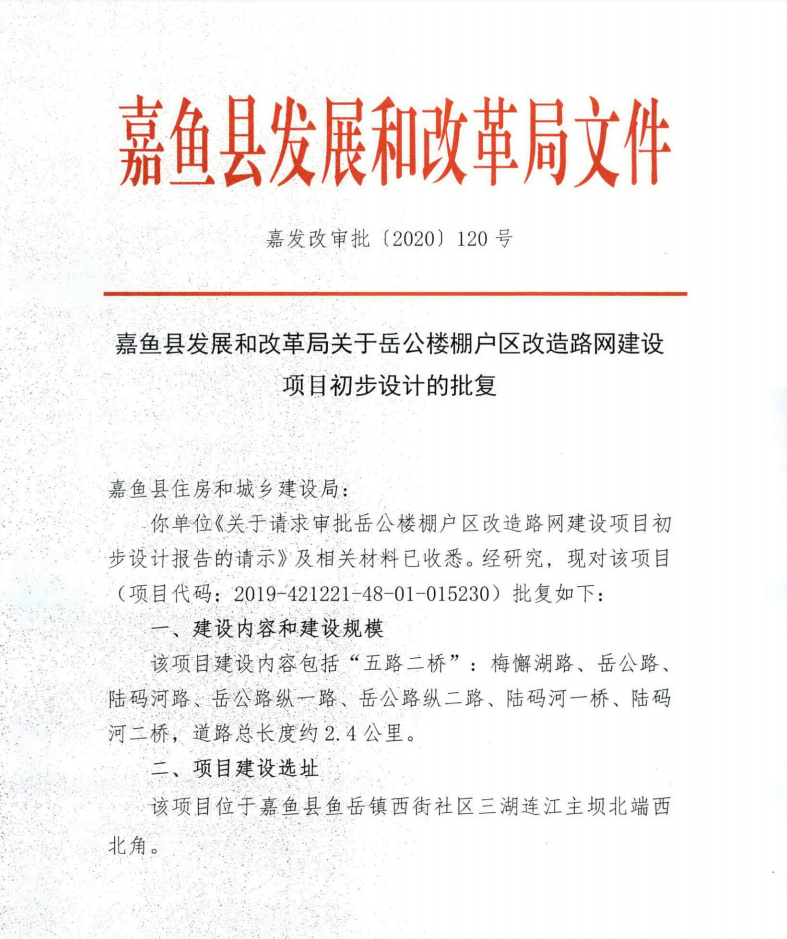 嘉鱼县发展和改革局文件
嘉发改审批〔2020〕120 号
嘉鱼县发展和改革局关于岳公楼棚户区改造路网建设
项目初步设计的批复
嘉鱼县住房和城乡建设局：
你单位《关于请求审批岳公楼棚户区改造路网建设项目初
步设计报告的请示》及相关材料已收悉。经研究，现对该项目
（项目代码：2019-421221-48-01-015230）批复如下：
一、建设内容和建设规模
该项目建设内容包括“五路二桥”：梅懈湖路、岳公路、
陆码河路、岳公路纵一路、岳公路纵二路、陆码河一桥、陆码
河二桥，道路总长度约 2.4 公里。
二、项目建设选址
该项目位于嘉鱼县鱼岳镇西街社区三湖连江主坝北端西
北角。